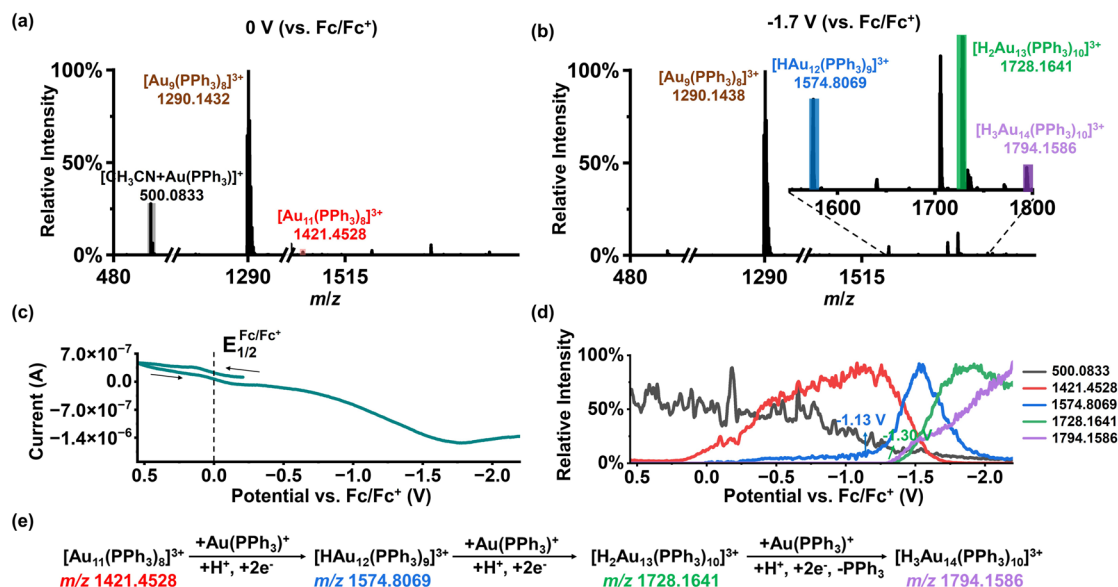 (a)
0 V (vs. Fc/Fc⁺)
[Au₉(PPh₃)₈]³⁺
1290.1432
[CH₃CN+Au(PPh₃)]⁺
500.0833
[Au₁₁(PPh₃)₈]³⁺
1421.4528
100%
50%
0%
Relative Intensity
480
1290
1515
m/z
(b)
-1.7 V (vs. Fc/Fc⁺)
[Au₉(PPh₃)₈]³⁺
1290.1438
[HAu₁₂(PPh₃)₉]³⁺
1574.8069
[H₂Au₁₃(PPh₃)₁₀]³⁺
1728.1641
[H₃Au₁₄(PPh₃)₁₀]³⁺
1794.1586
1600
1700
1800
100%
50%
0%
Relative Intensity
480
1290
1515
m/z
(c)
E₁/₂^Fc/Fc⁺
7.0×10⁻⁷
0.0
−7.0×10⁻⁷
−1.4×10⁻⁶
Current (A)
0.5
0.0
−0.5
−1.0
−1.5
−2.0
Potential vs. Fc/Fc⁺ (V)
(d)
100%
50%
0%
Relative Intensity
-1.13 V
500.0833
1421.4528
1574.8069
1728.1641
1794.1586
0.5
0.0
−0.5
−1.0
−1.5
−2.0
Potential vs. Fc/Fc⁺ (V)
(e)
+Au(PPh₃)⁺ +Au(PPh₃)⁺ +Au(PPh₃)⁺
[Au₁₁(PPh₃)₈]³⁺ [HAu₁₂(PPh₃)₉]³⁺ [H₂Au₁₃(PPh₃)₁₀]³⁺ [H₃Au₁₄(PPh₃)₁₀]³⁺
+H⁺, +2e⁻ +H⁺, +2e⁻ +H⁺, +2e⁻, -PPh₃
m/z 1421.4528 m/z 1574.8069 m/z 1728.1641 m/z 1794.1586